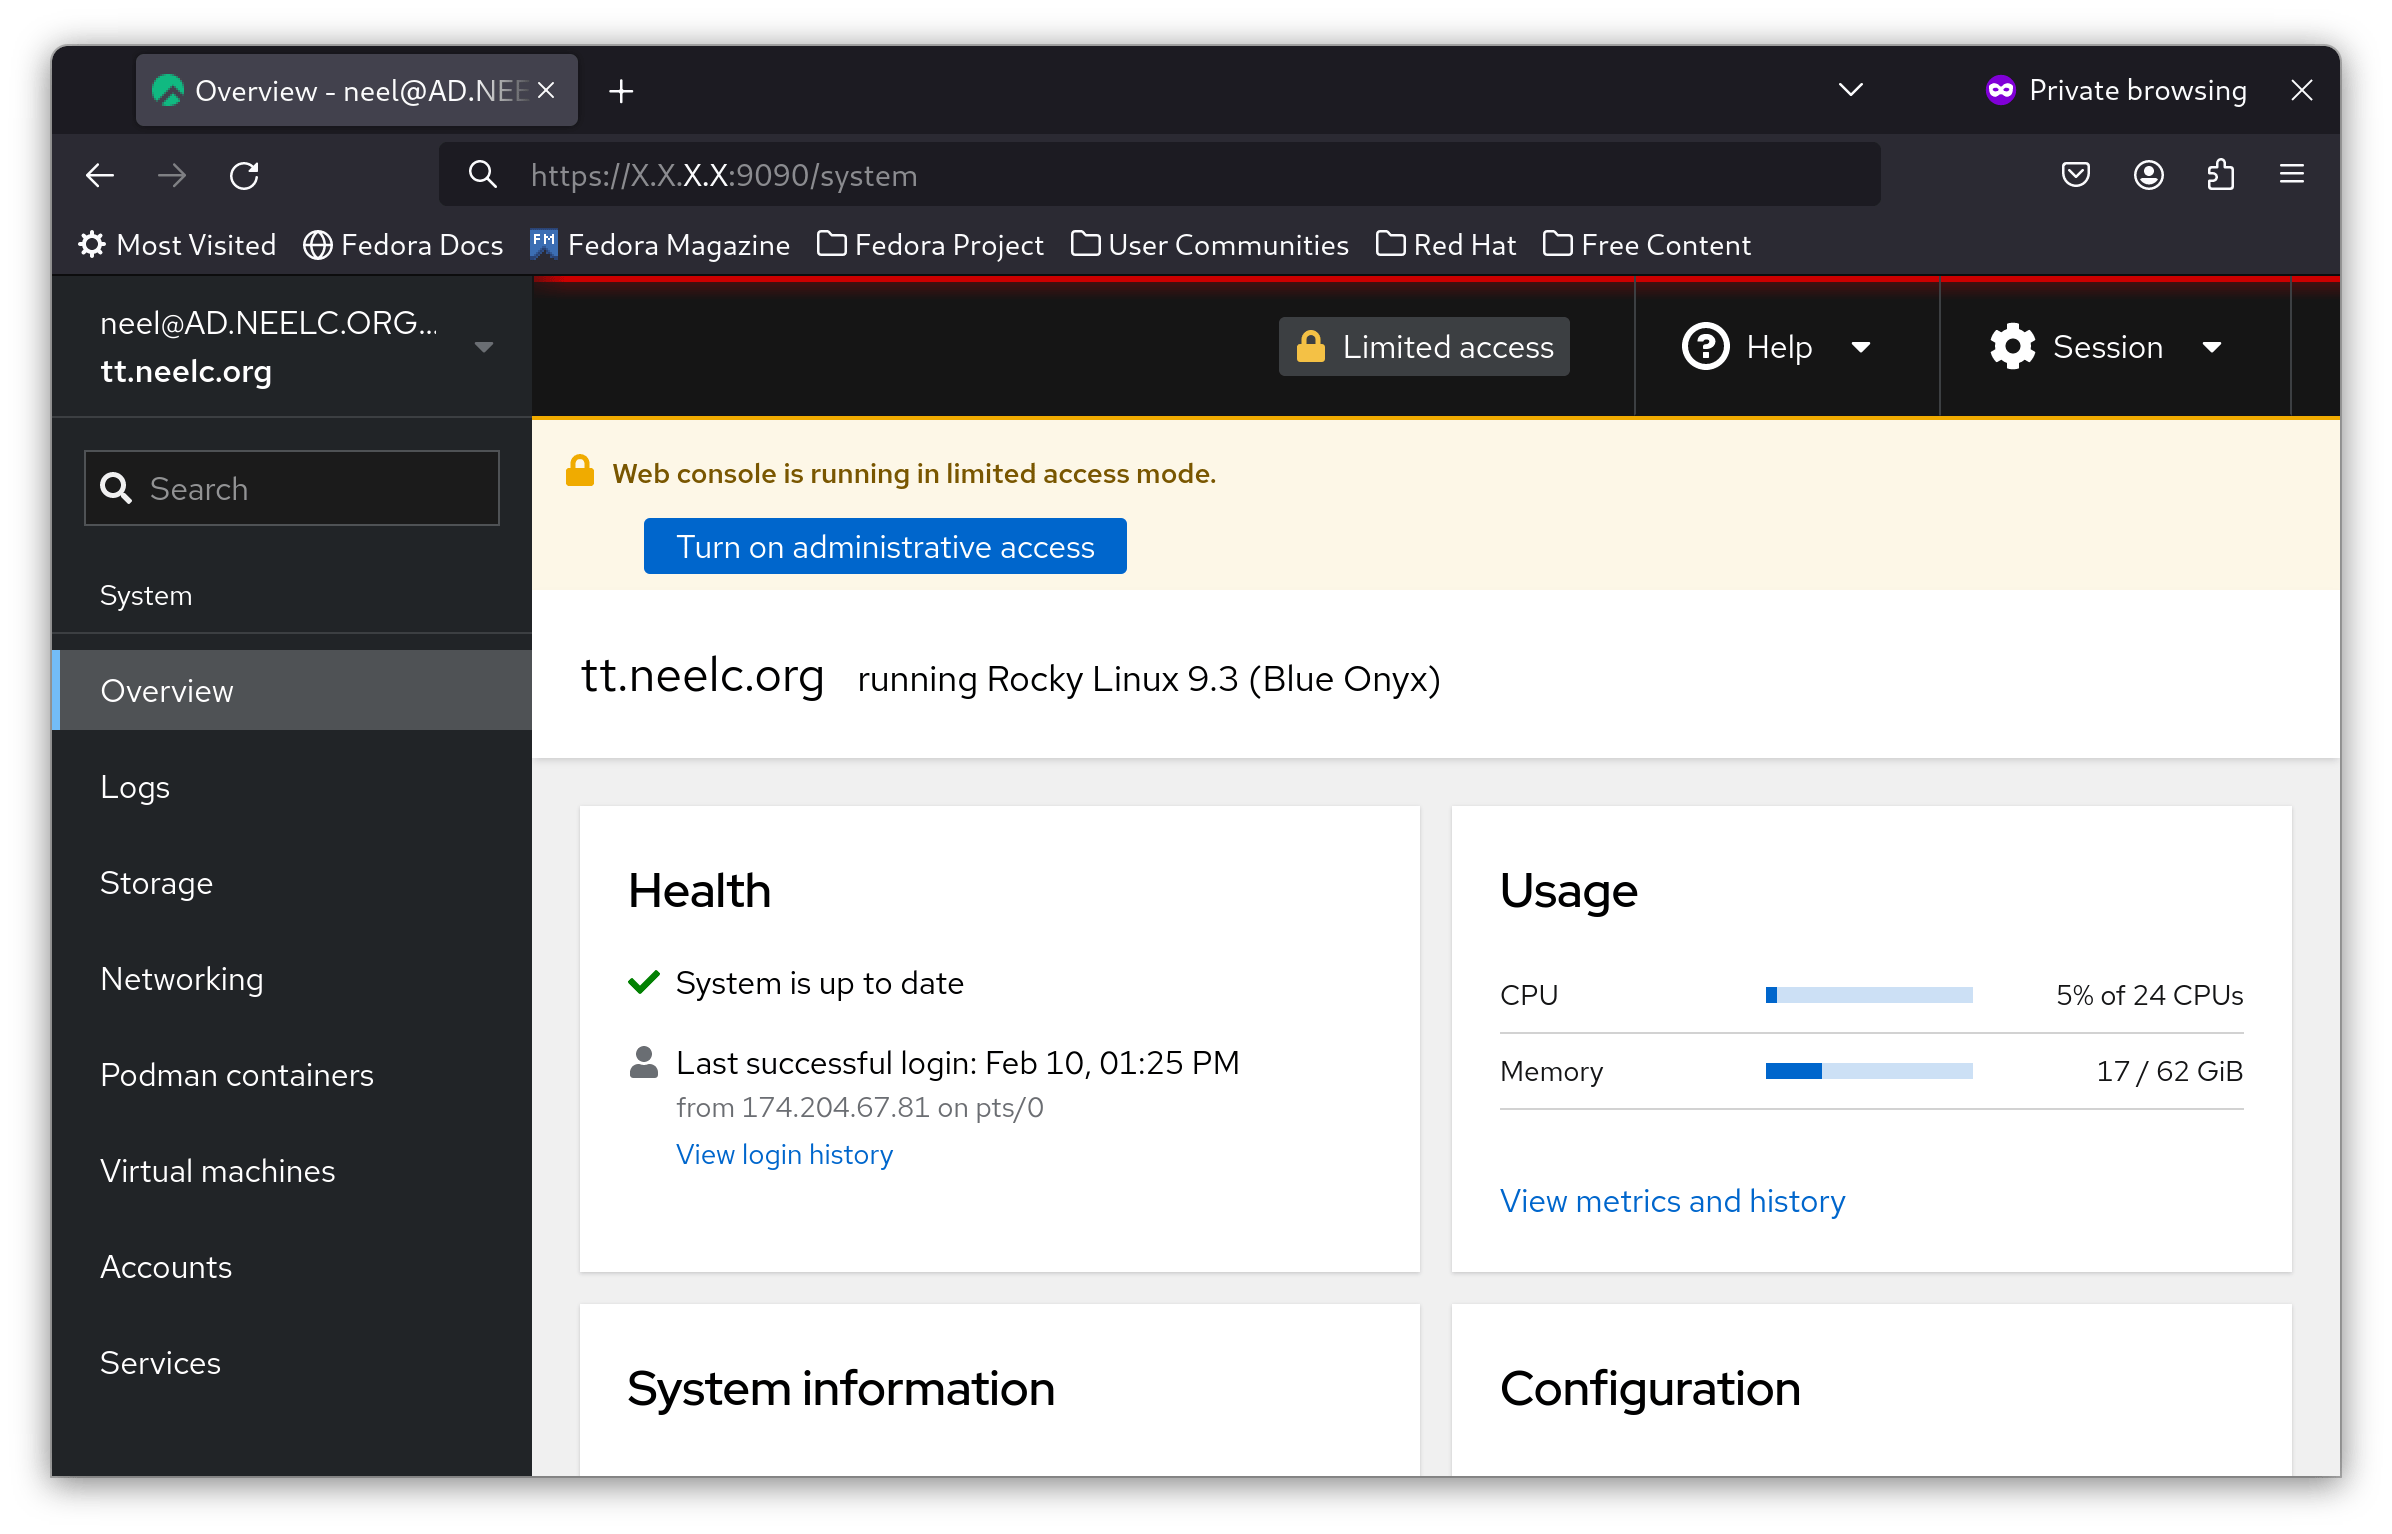 Overview - neel@AD.NEE
Private browsing
https://X.X.X.X:9090/system
Most Visited
Fedora Docs
FM
Fedora Magazine
Fedora Project
User Communities
Red Hat
Free Content
neel@AD.NEELC.ORG...
tt.neelc.org
Limited access
Help
Session
Search
Web console is running in limited access mode.
Turn on administrative access
System
Overview
Logs
Storage
Networking
Podman containers
Virtual machines
Accounts
Services
tt.neelc.org running Rocky Linux 9.3 (Blue Onyx)
Health
System is up to date
Last successful login: Feb 10, 01:25 PM
from 174.204.67.81 on pts/0
View login history
Usage
CPU 5% of 24 CPUs
Memory 17 / 62 GiB
View metrics and history
System information
Configuration